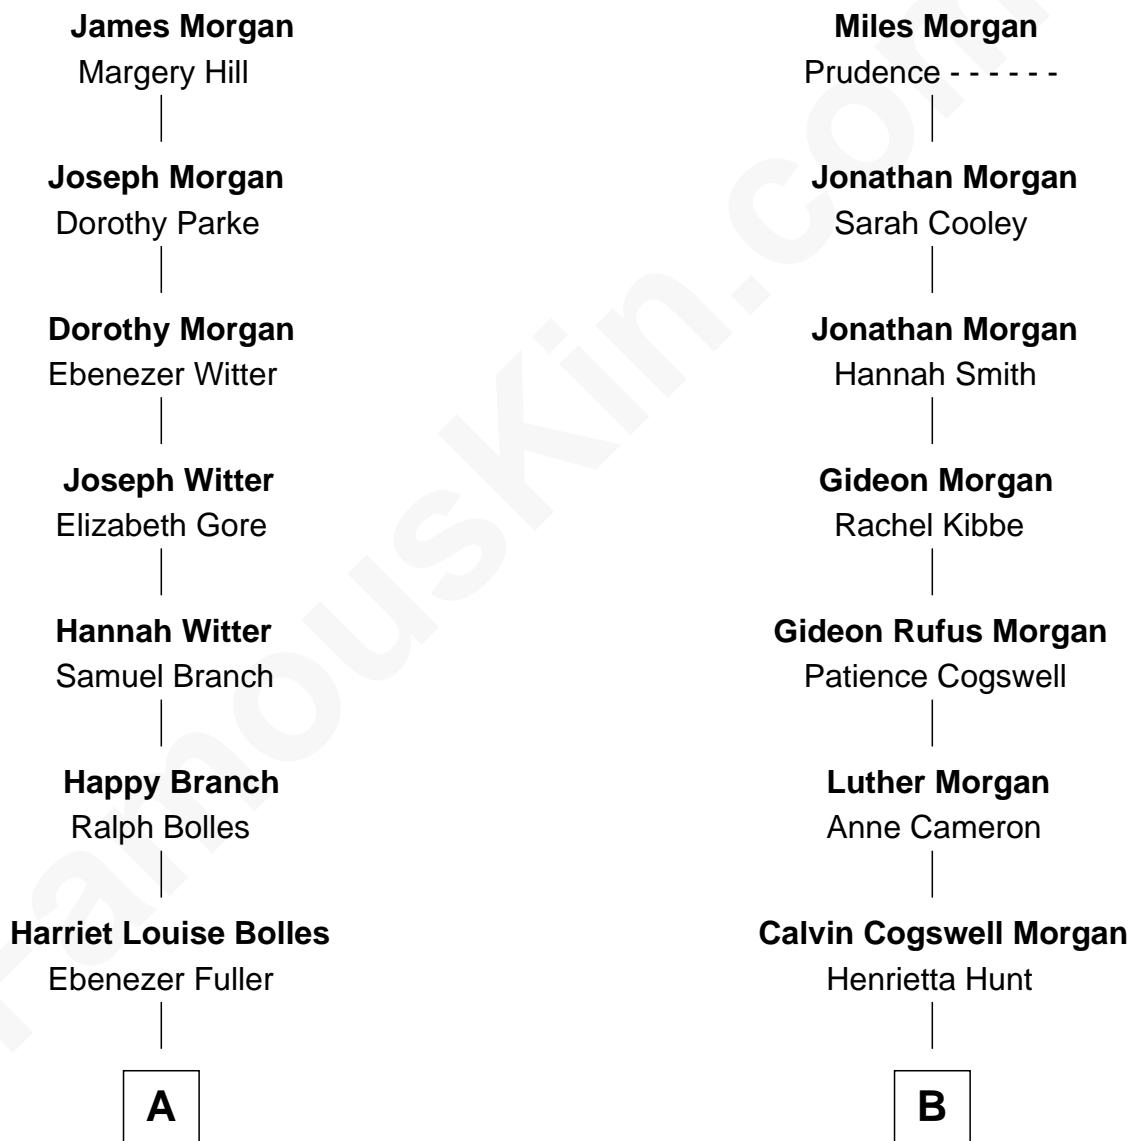 James Morgan
Margery Hill
Joseph Morgan
Dorothy Parke
Dorothy Morgan
Ebenezer Witter
Joseph Witter
Elizabeth Gore
Hannah Witter
Samuel Branch
Happy Branch
Ralph Bolles
Harriet Louise Bolles
Ebenezer Fuller
A
Miles Morgan
Prudence - - - - - -
Jonathan Morgan
Sarah Cooley
Jonathan Morgan
Hannah Smith
Gideon Morgan
Rachel Kibbe
Gideon Rufus Morgan
Patience Cogswell
Luther Morgan
Anne Cameron
Calvin Cogswell Morgan
Henrietta Hunt
B
FamousKin.com